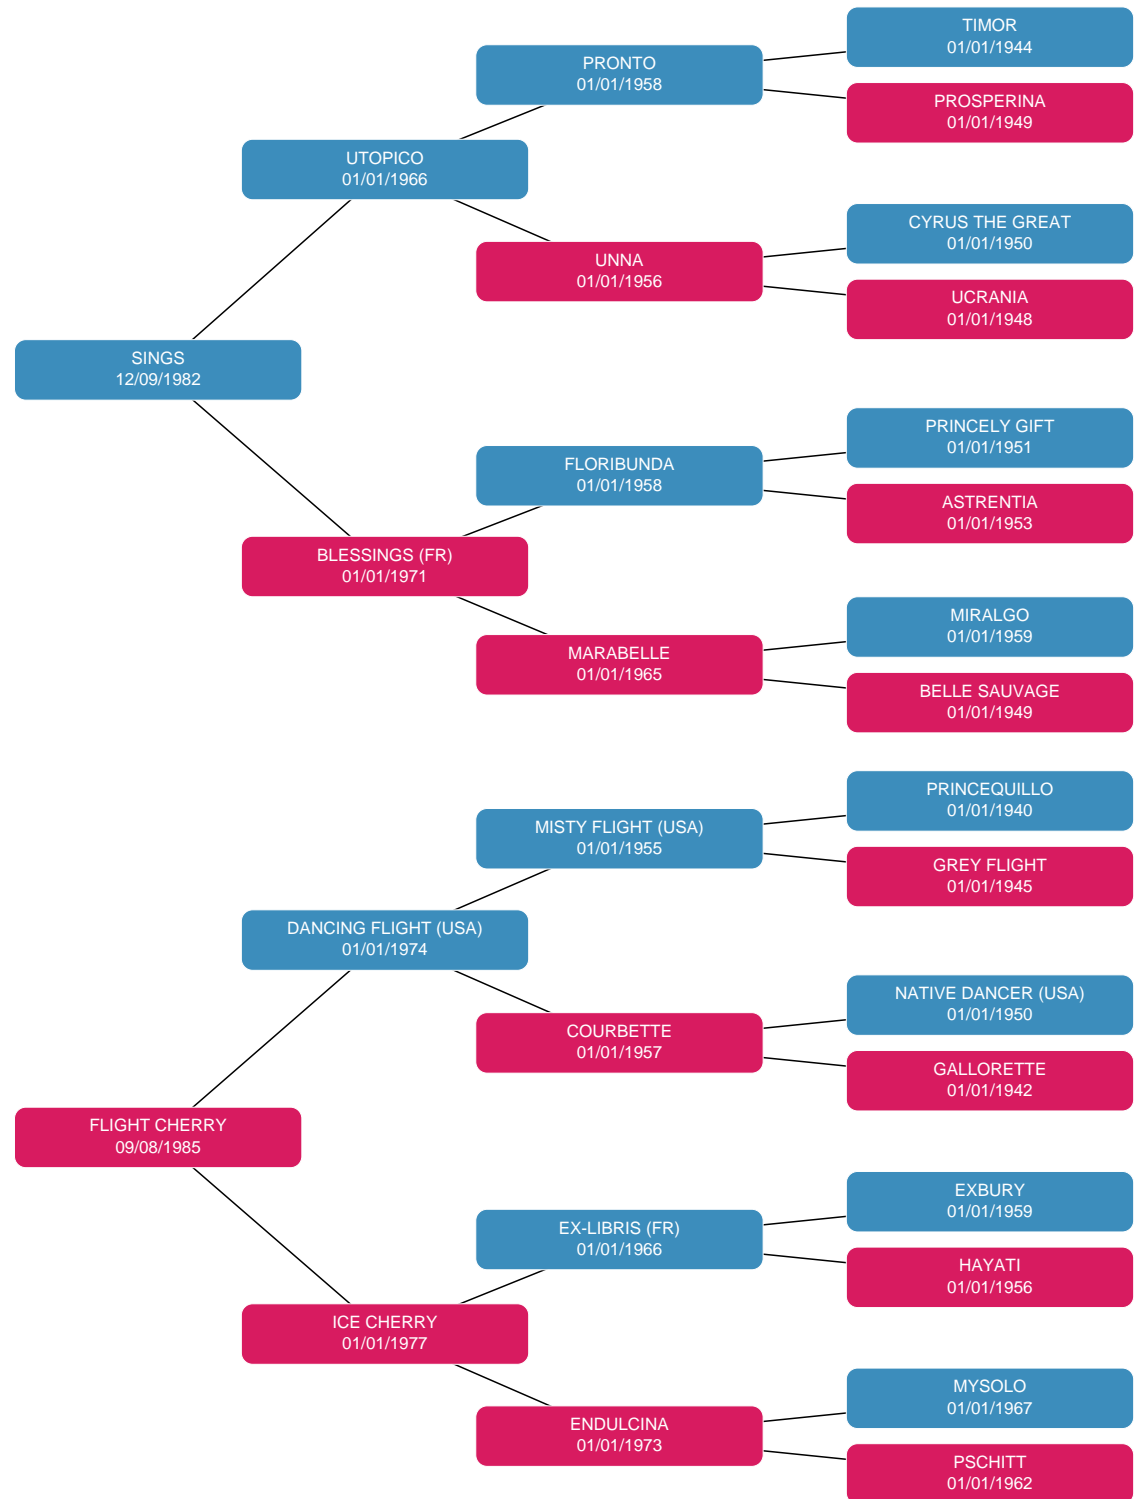 TIMOR
01/01/1944
PRONTO
01/01/1958
PROSPERINA
01/01/1949
UTOPICO
01/01/1966
CYRUS THE GREAT
01/01/1950
UNNA
01/01/1956
UCRANIA
01/01/1948
SINGS
12/09/1982
PRINCELY GIFT
01/01/1951
FLORIBUNDA
01/01/1958
ASTRENTIA
01/01/1953
BLESSINGS (FR)
01/01/1971
MIRALGO
01/01/1959
MARABELLE
01/01/1965
BELLE SAUVAGE
01/01/1949
PRINCEQUILLO
01/01/1940
MISTY FLIGHT (USA)
01/01/1955
GREY FLIGHT
01/01/1945
DANCING FLIGHT (USA)
01/01/1974
NATIVE DANCER (USA)
01/01/1950
COURBETTE
01/01/1957
GALLORETTE
01/01/1942
FLIGHT CHERRY
09/08/1985
EXBURY
01/01/1959
EX-LIBRIS (FR)
01/01/1966
HAYATI
01/01/1956
ICE CHERRY
01/01/1977
MYSOLO
01/01/1967
ENDULCINA
01/01/1973
PSCHITT
01/01/1962